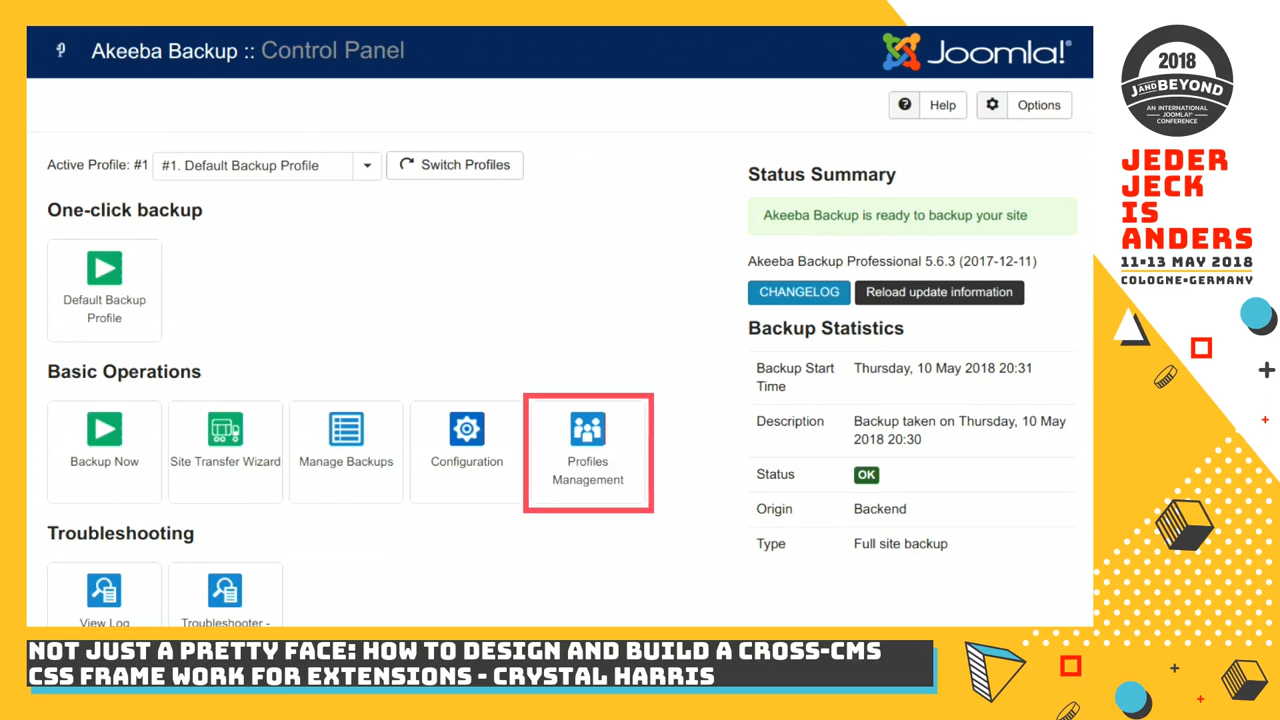 Akeeba Backup :: Control Panel
Joomla!®
Help
Options
Active Profile: #1
#1. Default Backup Profile
Switch Profiles
One-click backup
Default Backup
Profile
Basic Operations
Backup Now
Site Transfer Wizard
Manage Backups
Configuration
Profiles
Management
Troubleshooting
View Log
Troubleshooter -
Status Summary
Akeeba Backup is ready to backup your site
Akeeba Backup Professional 5.6.3 (2017-12-11)
CHANGELOG
Reload update information
Backup Statistics
Backup Start
Time
Thursday, 10 May 2018 20:31
Description
Backup taken on Thursday, 10 May
2018 20:30
Status
OK
Origin
Backend
Type
Full site backup
2018
J AND BEYOND
AN INTERNATIONAL
JOOMLA!®
CONFERENCE
JEDER
JECK
IS
ANDERS
11-13 MAY 2018
COLOGNE•GERMANY
NOT JUST A PRETTY FACE: HOW TO DESIGN AND BUILD A CROSS-CMS
CSS FRAME WORK FOR EXTENSIONS - CRYSTAL HARRIS